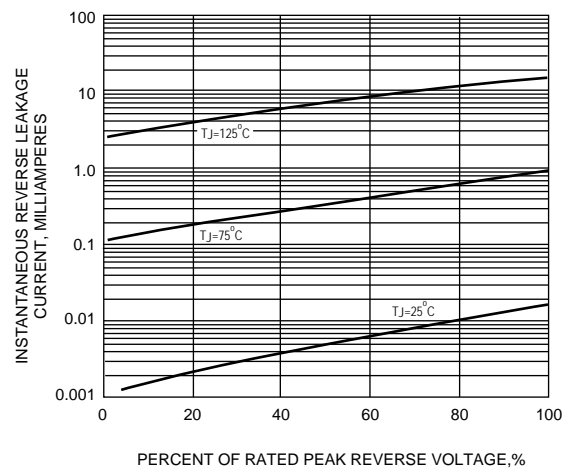 INSTANTANEOUS REVERSE LEAKAGE
CURRENT, MILLIAMPERES
100
10
1.0
0.1
0.01
0.001
TJ=125°C
TJ=75°C
TJ=25°C
0 20 40 60 80 100
PERCENT OF RATED PEAK REVERSE VOLTAGE,%